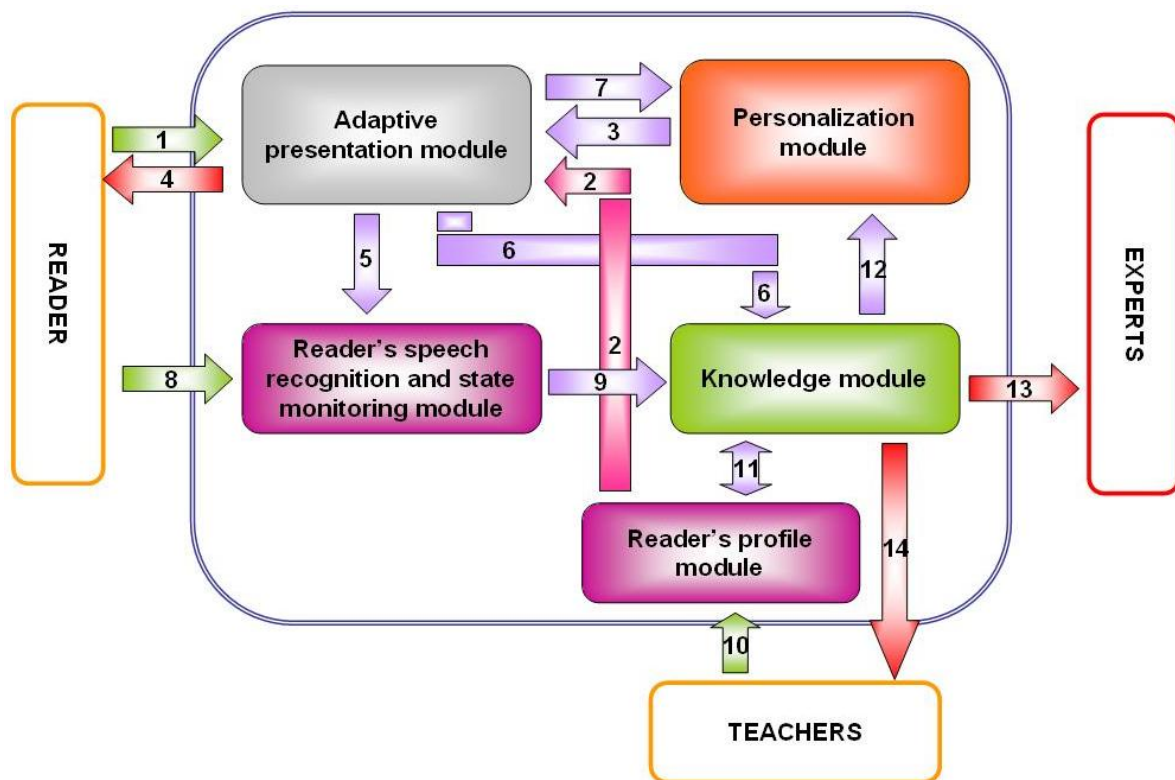 Adaptive
presentation module
7
Personalization
module
3
1
4
2
READER
5
6
6
12
EXPERTS
Reader's speech
recognition and state
monitoring module
8
2
9
Knowledge module
13
11
Reader's profile
module
14
10
TEACHERS